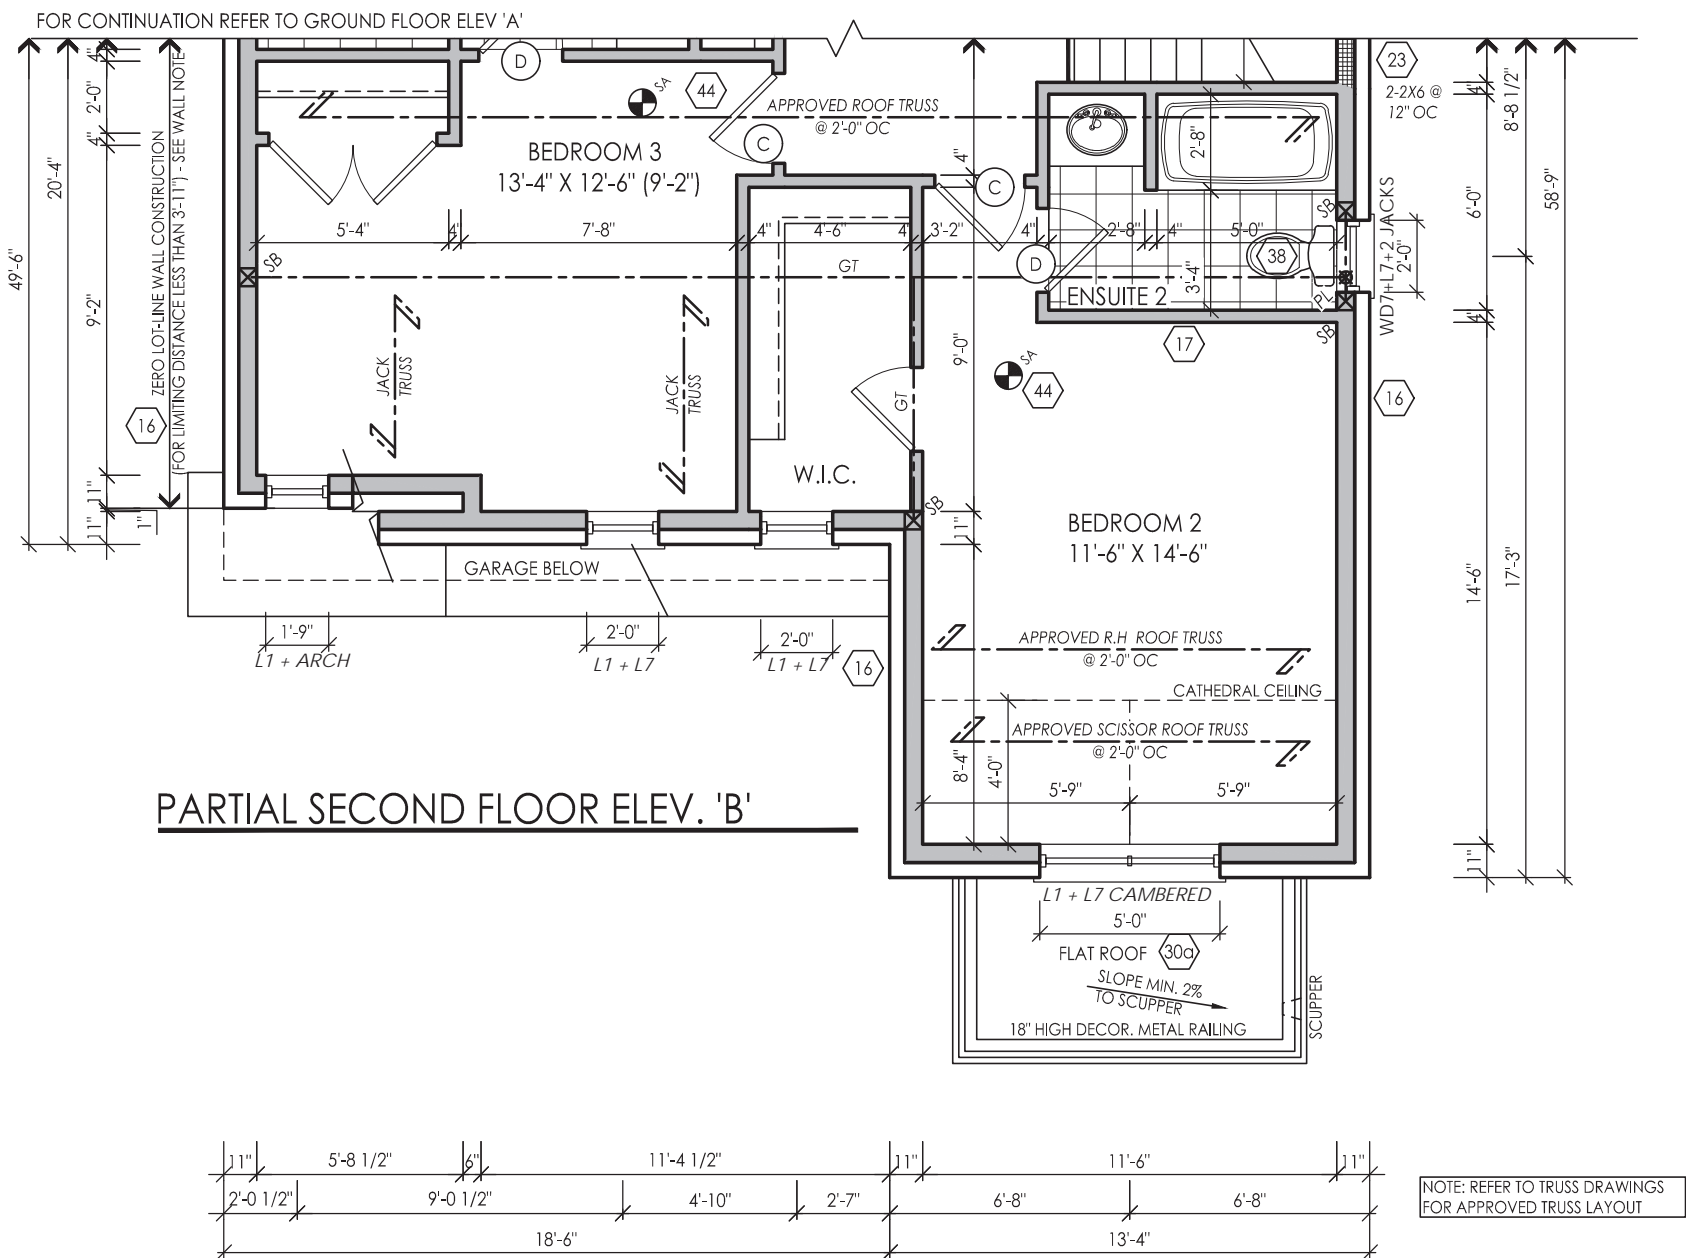 FOR CONTINUATION REFER TO GROUND FLOOR ELEV 'A'
D
SA
44
APPROVED ROOF TRUSS
@ 2'-0" OC
C
BEDROOM 3
13'-4" X 12'-6" (9'-2")
23
2-2X6 @
12" OC
4"
2'-0"
4"
9'-2"
11"
11"
1"
20'-4"
49'-6"
ZERO LOT-LINE WALL CONSTRUCTION
(FOR LIMITING DISTANCE LESS THAN 3'-11") - SEE WALL NOTE
16
5'-4"
4"
7'-8"
4"
4'-6"
4"
3'-2"
4"
2'-8"
4"
5'-0"
4"
C
D
2'-8"
3'-4"
38
SB
SB
PL
SB
WD7+L7+2 JACKS
2'-0"
ENSUITE 2
17
GT
GT
JACK
TRUSS
JACK
TRUSS
9'-0"
SA
44
16
W.I.C.
SB
11"
BEDROOM 2
11'-6" X 14'-6"
GARAGE BELOW
1'-9"
L1 + ARCH
2'-0"
L1 + L7
2'-0"
L1 + L7
16
APPROVED R.H ROOF TRUSS
@ 2'-0" OC
CATHEDRAL CEILING
APPROVED SCISSOR ROOF TRUSS
@ 2'-0" OC
8'-4"
4'-0"
5'-9"
5'-9"
4"
6'-0"
4"
14'-6"
11"
8'-8 1/2"
17'-3"
58'-9"
PARTIAL SECOND FLOOR ELEV. 'B'
L1 + L7 CAMBERED
5'-0"
FLAT ROOF
30a
SLOPE MIN. 2%
TO SCUPPER
SCUPPER
18" HIGH DECOR. METAL RAILING
11"
5'-8 1/2"
6"
11'-4 1/2"
11"
11'-6"
11"
2'-0 1/2"
9'-0 1/2"
4'-10"
2'-7"
6'-8"
6'-8"
18'-6"
13'-4"
NOTE: REFER TO TRUSS DRAWINGS
FOR APPROVED TRUSS LAYOUT